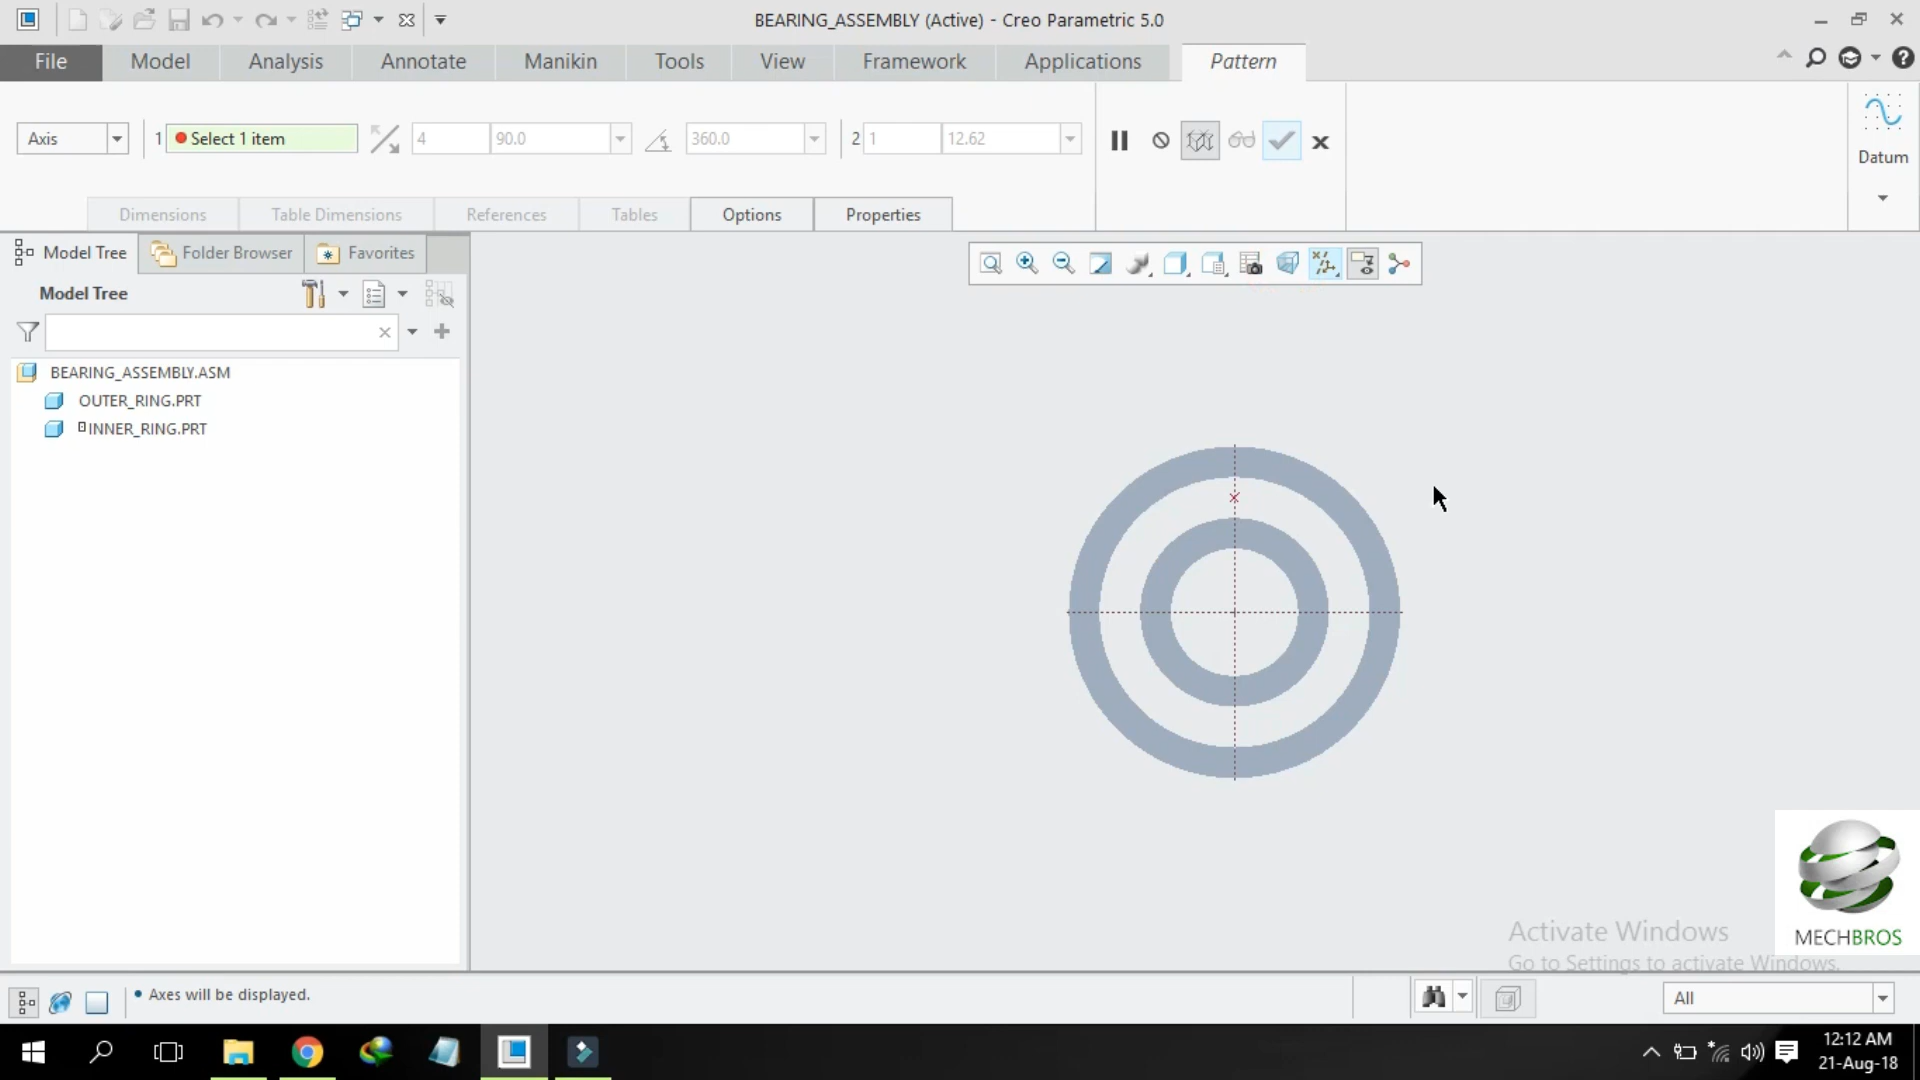 BEARING_ASSEMBLY (Active) - Creo Parametric 5.0
File
Model
Analysis
Annotate
Manikin
Tools
View
Framework
Applications
Pattern
Axis
1
Select 1 item
4
90.0
360.0
2
1
12.62
Datum
Dimensions
Table Dimensions
References
Tables
Options
Properties
Model Tree
Folder Browser
Favorites
Model Tree
BEARING_ASSEMBLY.ASM
OUTER_RING.PRT
INNER_RING.PRT
Activate Windows
Go to Settings to activate Windows.
MECHBROS
Axes will be displayed.
All
12:12 AM
21-Aug-18